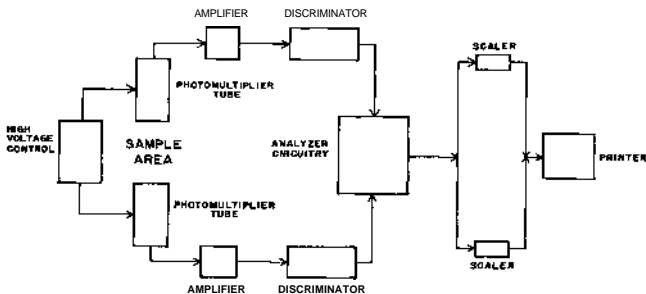 AMPLIFIER
DISCRIMINATOR
SCALER
PHOTOMULTIPLIER
TUBE
HIGH
VOLTAGE
CONTROL
SAMPLE
AREA
ANALYZER
CIRCUITRY
PRINTER
PHOTOMULTIPLIER
TUBE
SCALER
AMPLIFIER
DISCRIMINATOR